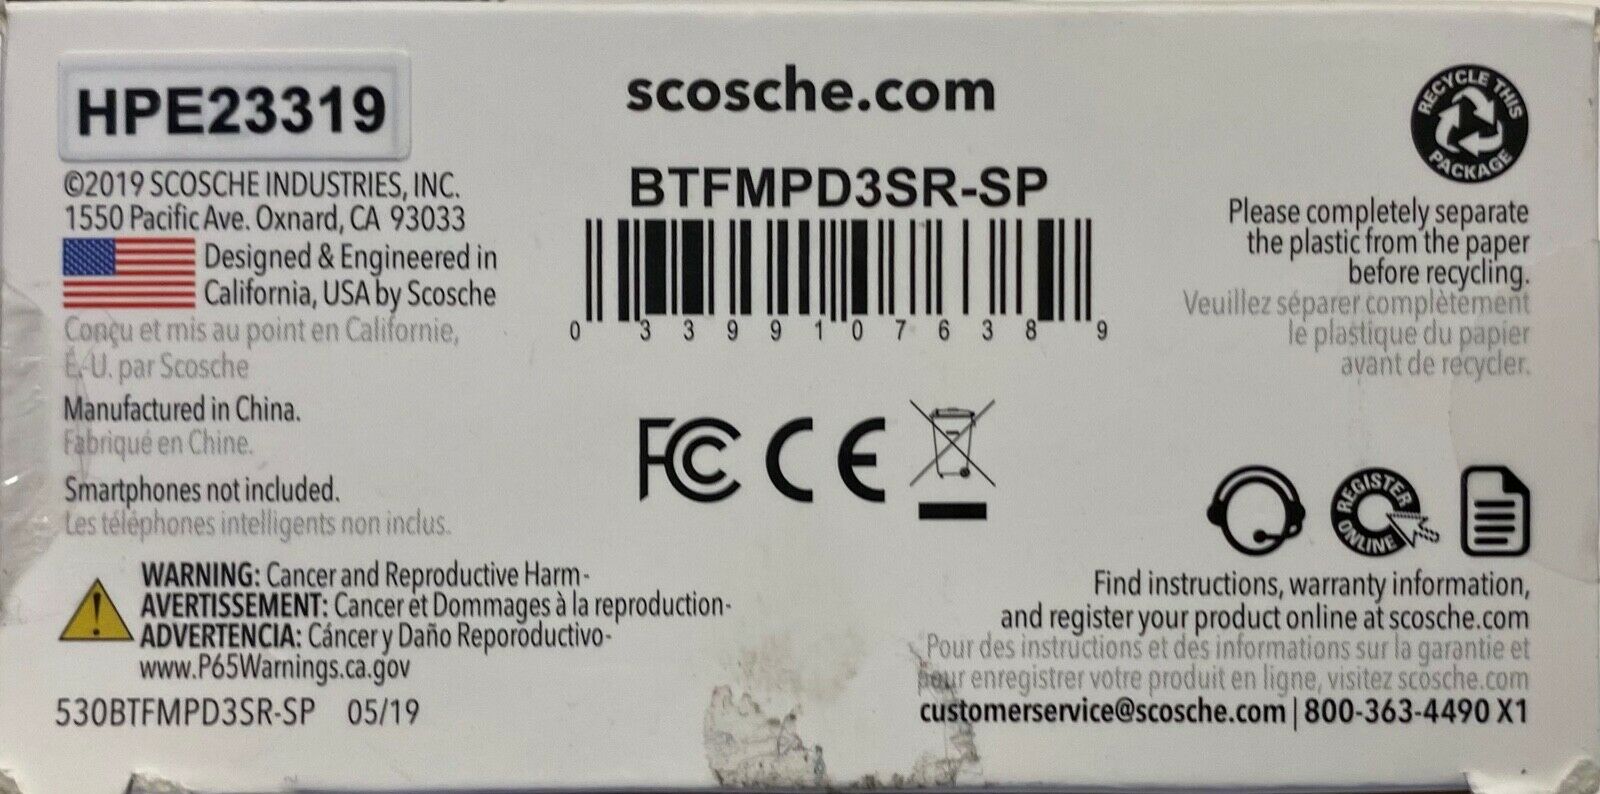 HPE23319
©2019 SCOSCHE INDUSTRIES, INC.
1550 Pacific Ave. Oxnard, CA 93033
Designed & Engineered in
California, USA by Scosche
Conçu et mis au point en Californie,
É.-U. par Scosche
Manufactured in China.
Fabriqué en Chine.
Smartphones not included.
Les téléphones intelligents non inclus.
WARNING: Cancer and Reproductive Harm-
AVERTISSEMENT: Cancer et Dommages à la reproduction-
ADVERTENCIA: Cáncer y Daño Reporoductivo-
www.P65Warnings.ca.gov
530BTFMPD3SR-SP 05/19
scosche.com
BTFMPD3SR-SP
0 33991 07638 9
FC CE
RECYCLE THIS
PACKAGE
Please completely separate
the plastic from the paper
before recycling.
Veuillez séparer complètement
le plastique du papier
avant de recycler.
REGISTER
ONLINE
Find instructions, warranty information,
and register your product online at scosche.com
Pour des instructions et des informations sur la garantie et
pour enregistrer votre produit en ligne, visitez scosche.com
customerservice@scosche.com | 800-363-4490 X1